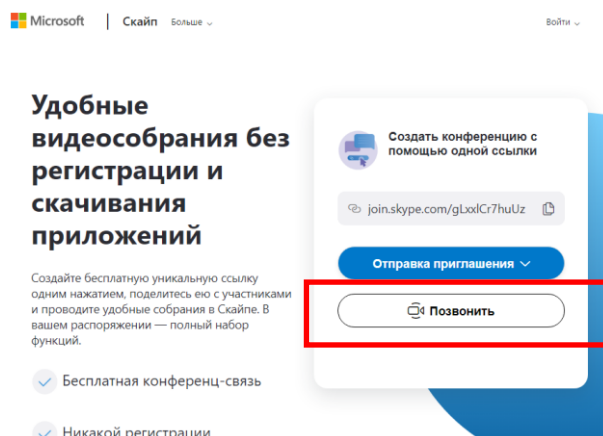 Microsoft Скайп Больше Войти
Удобные
видеособрания без
регистрации и
скачивания
приложений
Создайте бесплатную уникальную ссылку
одним нажатием, поделитесь ею с участниками
и проводите удобные собрания в Скайпе. В
вашем распоряжении — полный набор
функций.
Бесплатная конференц-связь
Никакой регистрации
Создать конференцию с
помощью одной ссылки
join.skype.com/gLxxlCr7huUz
Отправка приглашения
Позвонить